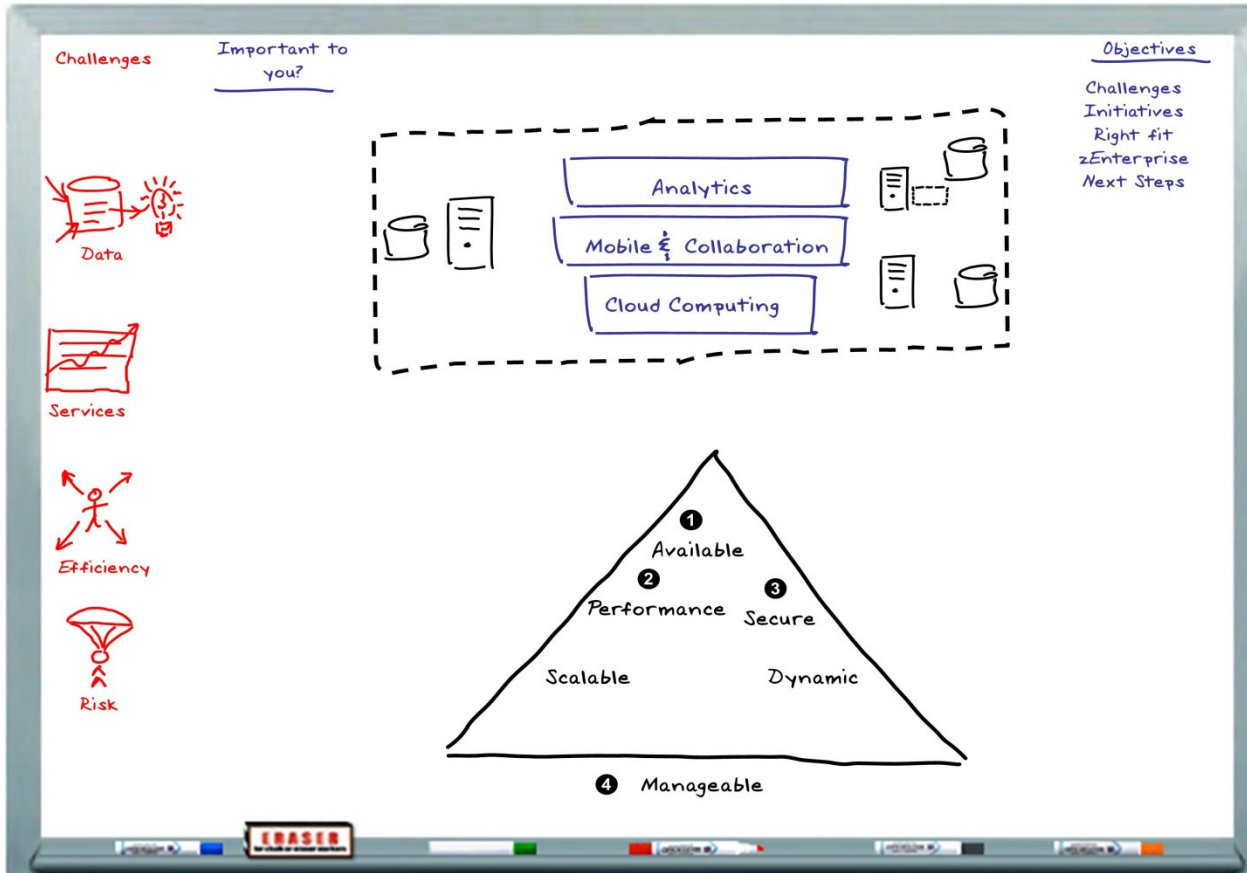 Challenges
Important to
you?
Objectives
Challenges
Initiatives
Right fit
zEnterprise
Next Steps
Analytics
Mobile & Collaboration
Cloud Computing
Data
Services
Efficiency
Risk
1
Available
2
Performance
3
Secure
Scalable
Dynamic
4 Manageable
ERASER